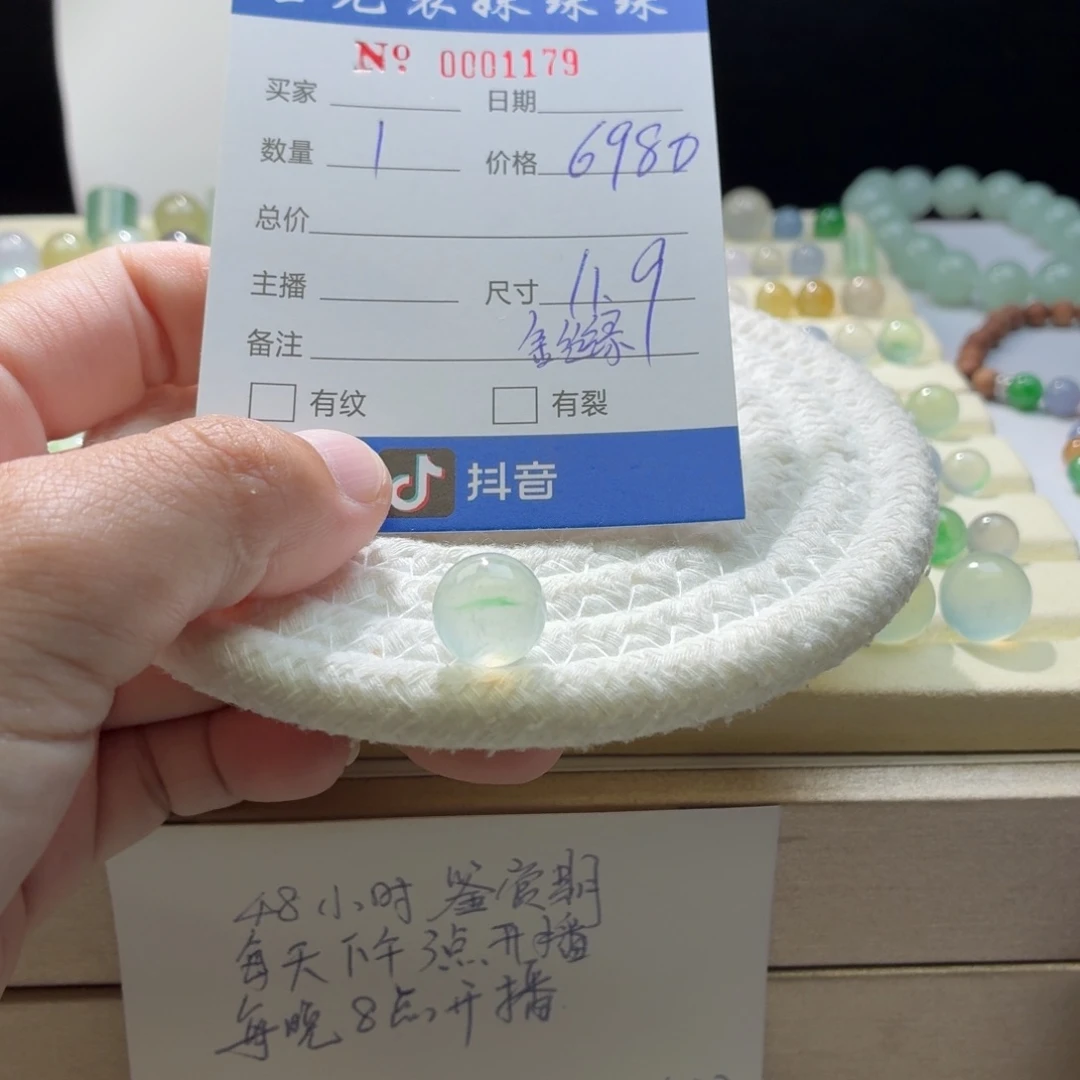 Nº 0001179
买家 日期
数量 1 价格 6980
总价
主播 尺寸 11.9
备注 金丝绿
有纹 有裂
抖音
48小时鉴赏期
每天下午3点开播
每晚8点开播